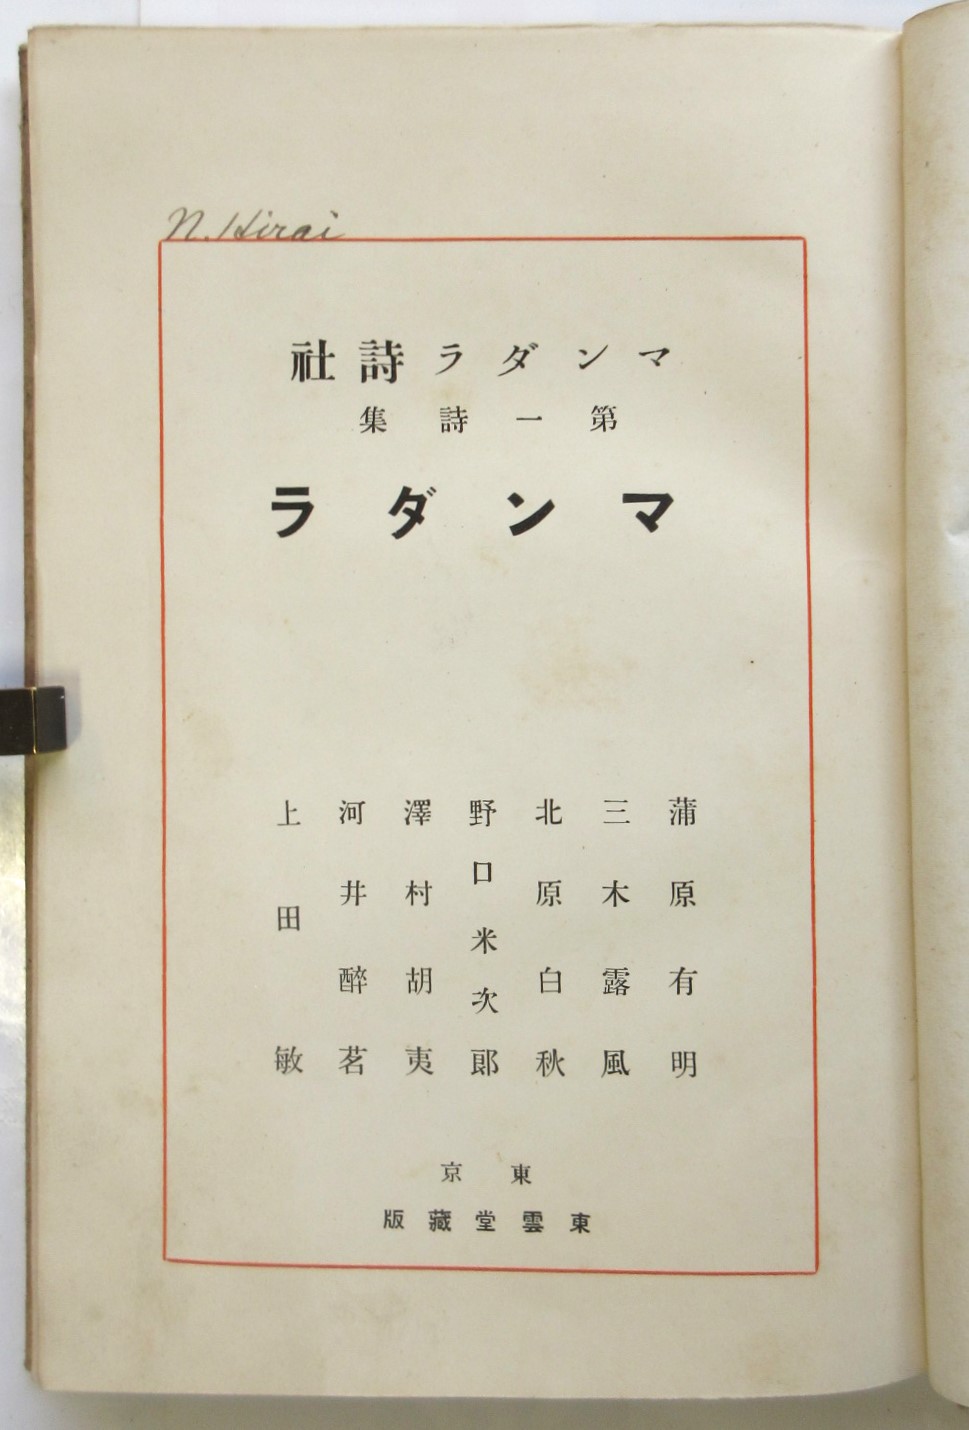 N. Hirai
マンダラ詩社
第一詩集
マンダラ
蒲原有明
三木露風
北原白秋
野口米次郎
澤村胡夷
河井醉茗
上田敏
東京
東雲堂藏版